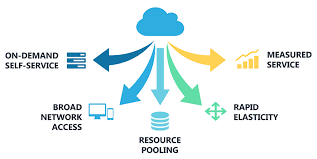 ON-DEMAND
SELF-SERVICE
MEASURED
SERVICE
BROAD
NETWORK
ACCESS
RESOURCE
POOLING
RAPID
ELASTICITY